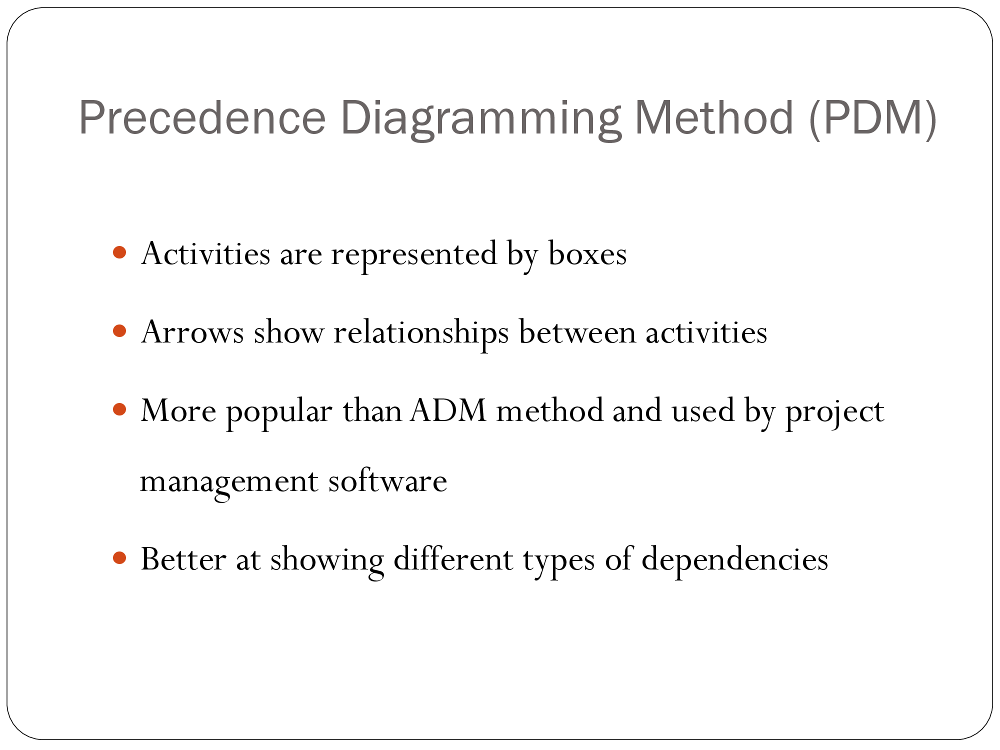 Precedence Diagramming Method (PDM)
• Activities are represented by boxes
• Arrows show relationships between activities
• More popular than ADM method and used by project
management software
• Better at showing different types of dependencies